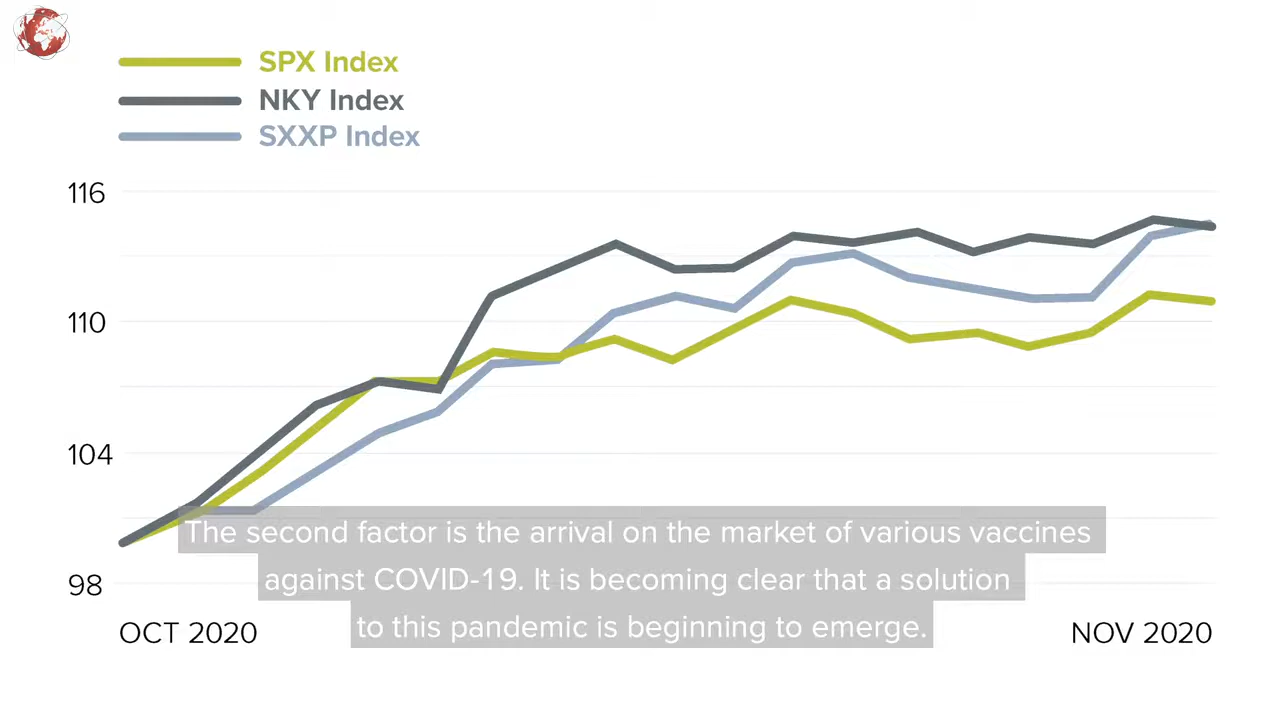 SPX Index
NKY Index
SXXP Index
116
110
104
98
The second factor is the arrival on the market of various vaccines
against COVID-19. It is becoming clear that a solution
to this pandemic is beginning to emerge.
OCT 2020
NOV 2020